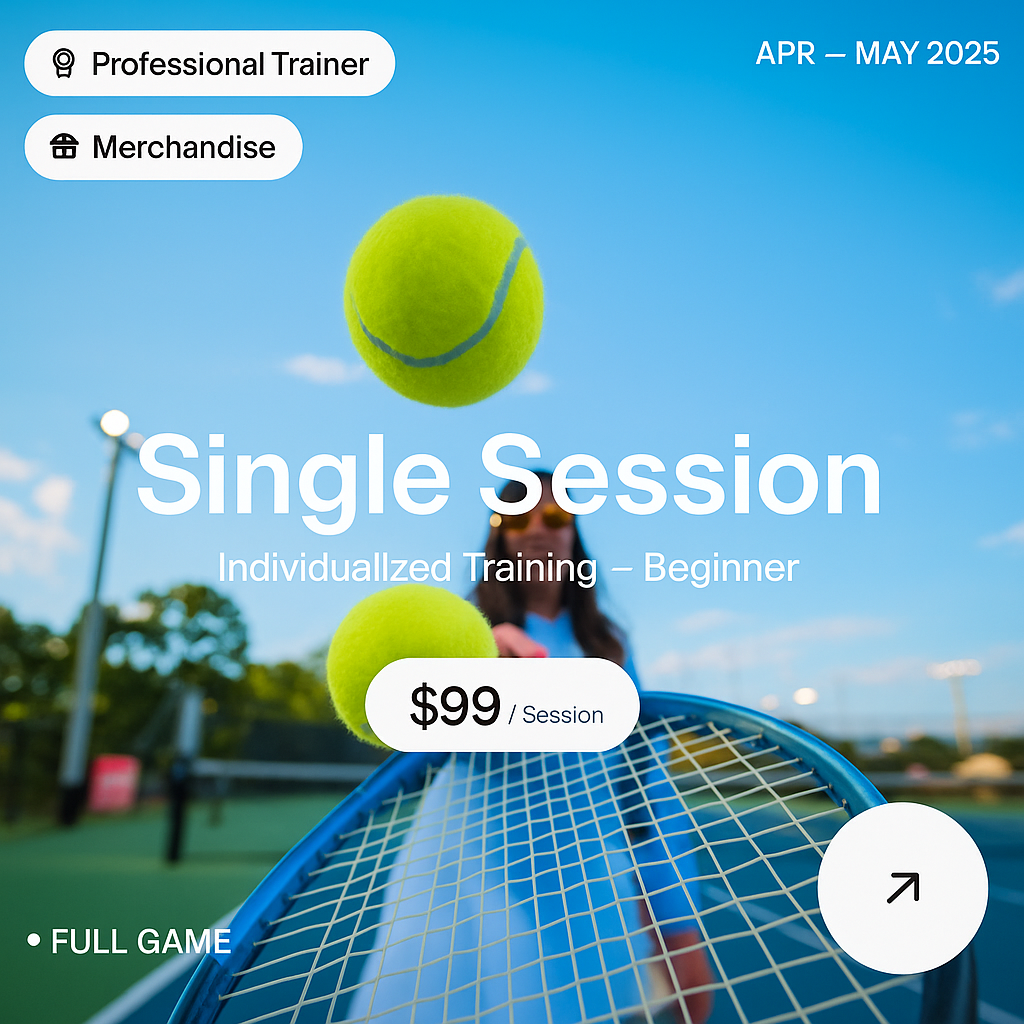 Professional Trainer
APR – MAY 2025
Merchandise
Single Session
Individuallzed Training – Beginner
$99 / Session
• FULL GAME